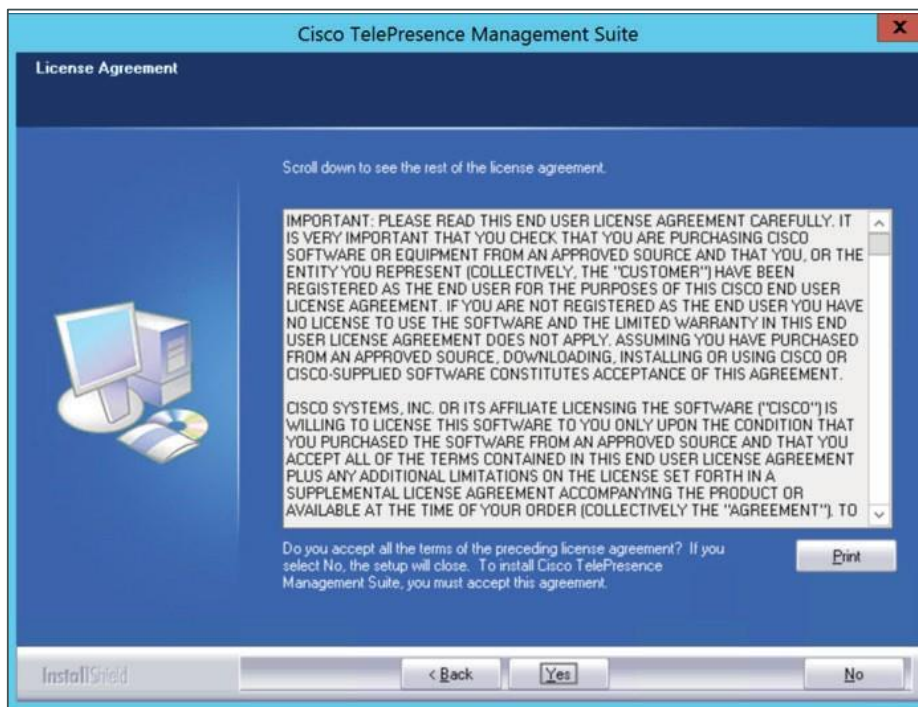 Cisco TelePresence Management Suite
x
License Agreement
Scroll down to see the rest of the license agreement.
IMPORTANT: PLEASE READ THIS END USER LICENSE AGREEMENT CAREFULLY. IT
IS VERY IMPORTANT THAT YOU CHECK THAT YOU ARE PURCHASING CISCO
SOFTWARE OR EQUIPMENT FROM AN APPROVED SOURCE AND THAT YOU, OR THE
ENTITY YOU REPRESENT (COLLECTIVELY, THE "CUSTOMER") HAVE BEEN
REGISTERED AS THE END USER FOR THE PURPOSES OF THIS CISCO END USER
LICENSE AGREEMENT. IF YOU ARE NOT REGISTERED AS THE END USER YOU HAVE
NO LICENSE TO USE THE SOFTWARE AND THE LIMITED WARRANTY IN THIS END
USER LICENSE AGREEMENT DOES NOT APPLY. ASSUMING YOU HAVE PURCHASED
FROM AN APPROVED SOURCE, DOWNLOADING, INSTALLING OR USING CISCO OR
CISCO-SUPPLIED SOFTWARE CONSTITUTES ACCEPTANCE OF THIS AGREEMENT.
CISCO SYSTEMS, INC. OR ITS AFFILIATE LICENSING THE SOFTWARE ("CISCO") IS
WILLING TO LICENSE THIS SOFTWARE TO YOU ONLY UPON THE CONDITION THAT
YOU PURCHASED THE SOFTWARE FROM AN APPROVED SOURCE AND THAT YOU
ACCEPT ALL OF THE TERMS CONTAINED IN THIS END USER LICENSE AGREEMENT
PLUS ANY ADDITIONAL LIMITATIONS ON THE LICENSE SET FORTH IN A
SUPPLEMENTAL LICENSE AGREEMENT ACCOMPANYING THE PRODUCT OR
AVAILABLE AT THE TIME OF YOUR ORDER (COLLECTIVELY THE "AGREEMENT"). TO
Do you accept all the terms of the preceding license agreement? If you
select No, the setup will close. To install Cisco TelePresence
Management Suite, you must accept this agreement.
Print
InstallShield
< Back
Yes
No